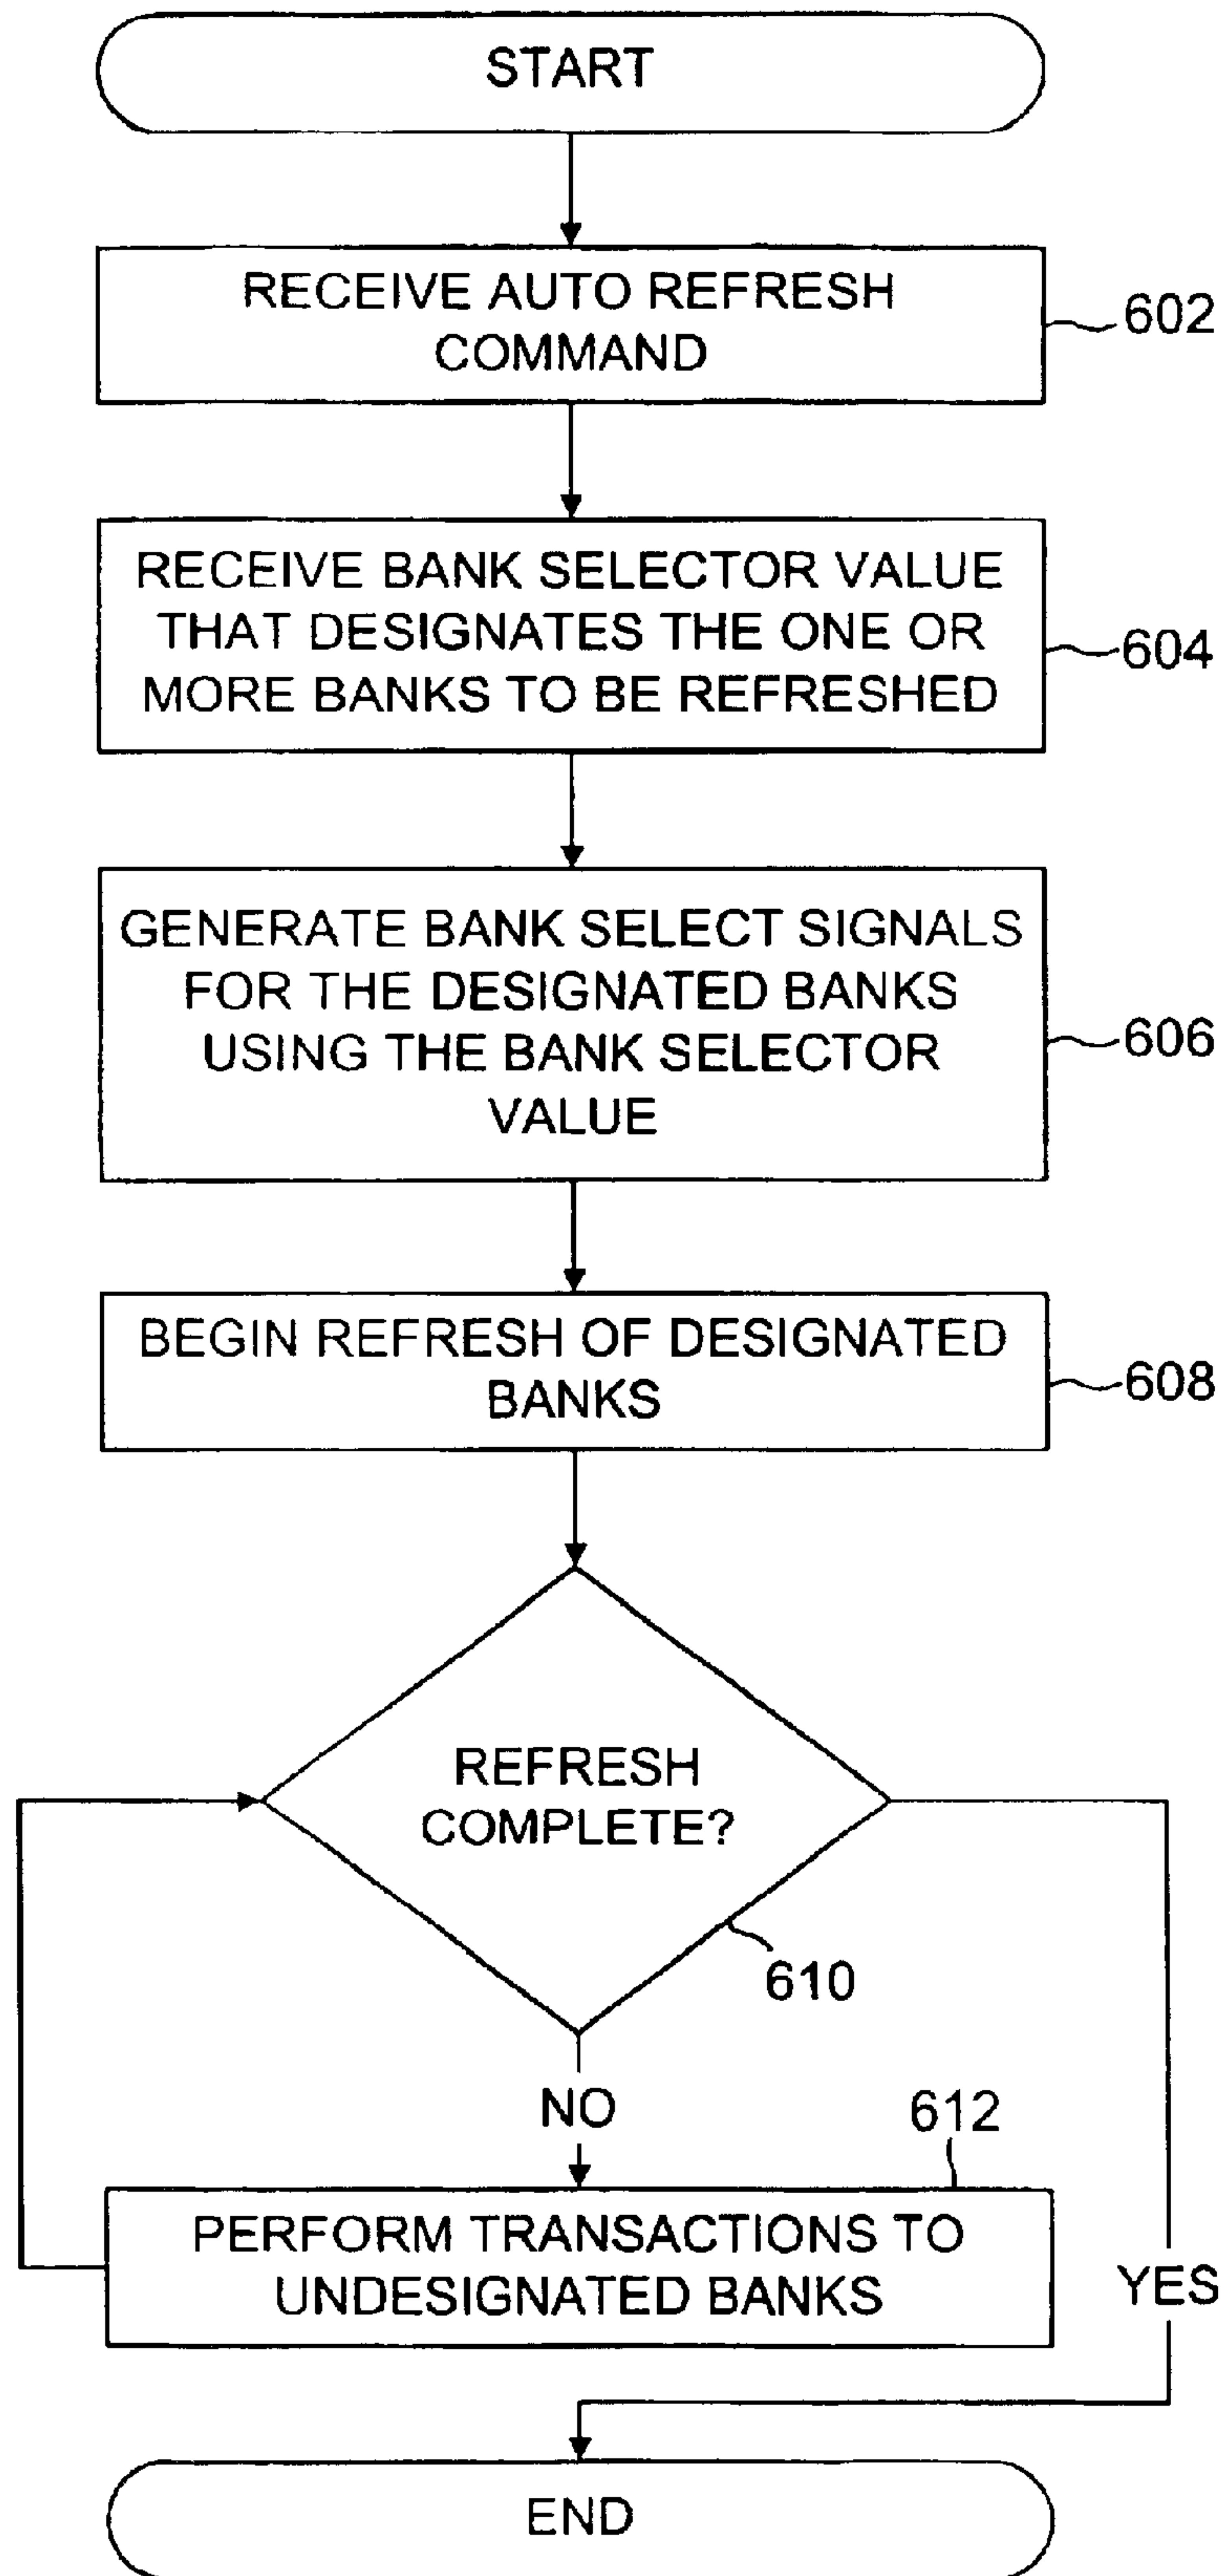 START
RECEIVE AUTO REFRESH
COMMAND
602
RECEIVE BANK SELECTOR VALUE
THAT DESIGNATES THE ONE OR
MORE BANKS TO BE REFRESHED
604
GENERATE BANK SELECT SIGNALS
FOR THE DESIGNATED BANKS
USING THE BANK SELECTOR
VALUE
606
BEGIN REFRESH OF DESIGNATED
BANKS
608
REFRESH
COMPLETE?
610
NO
612
PERFORM TRANSACTIONS TO
UNDESIGNATED BANKS
YES
END